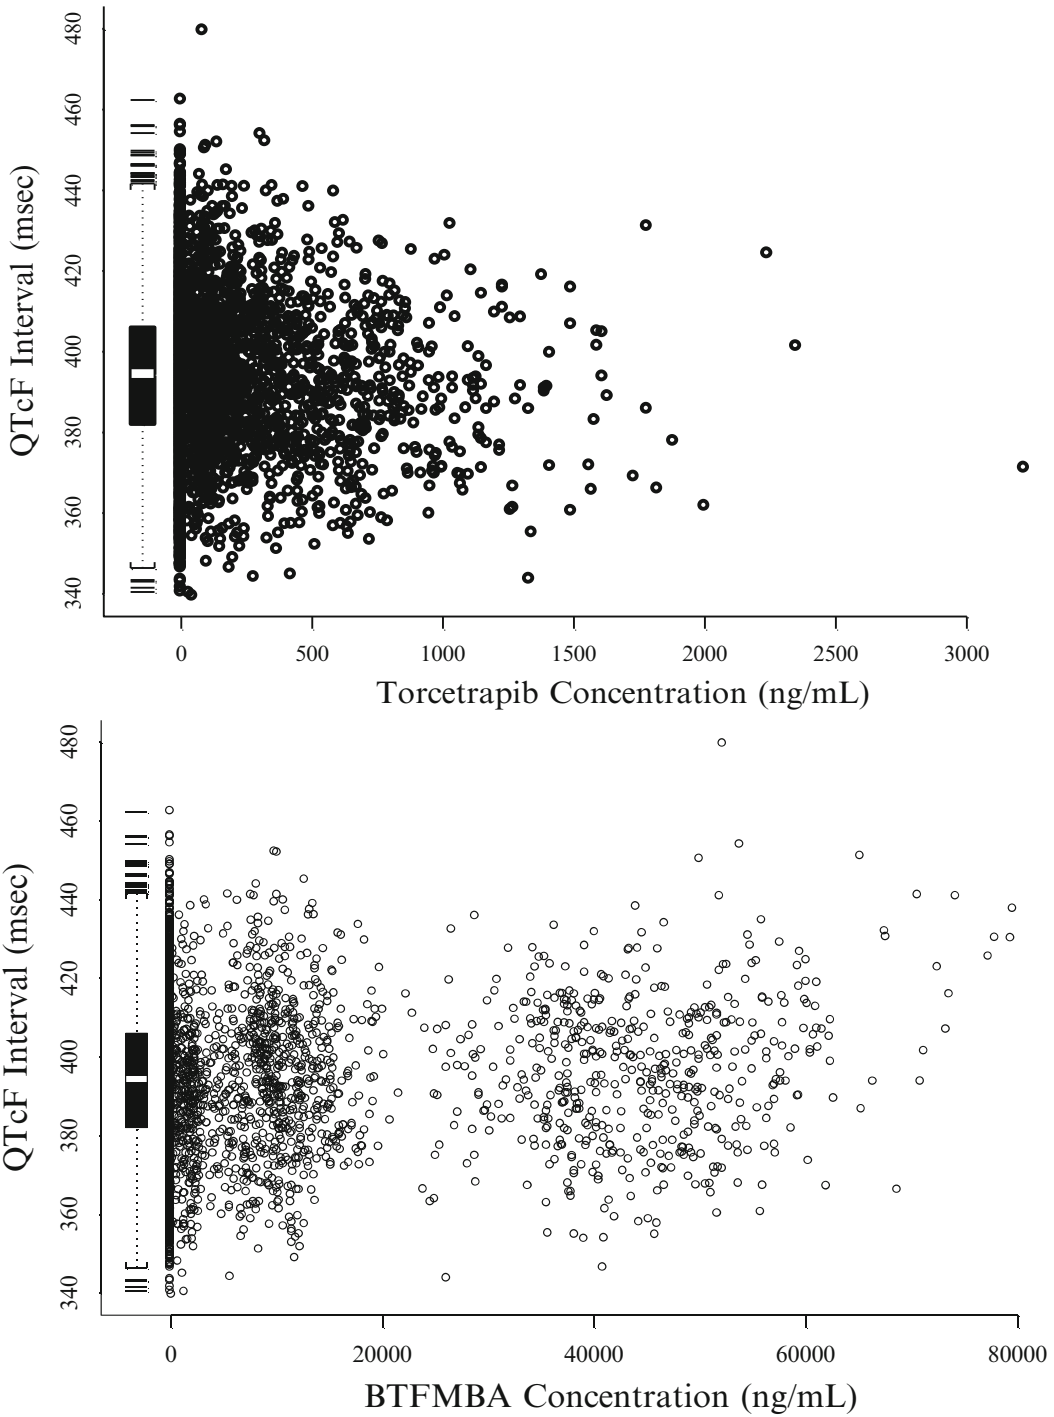 480
460
440
420
400
380
360
340
QTcF Interval (msec)
0 500 1000 1500 2000 2500 3000
Torcetrapib Concentration (ng/mL)
480
460
440
420
400
380
360
340
QTcF Interval (msec)
0 20000 40000 60000 80000
BTFMBA Concentration (ng/mL)